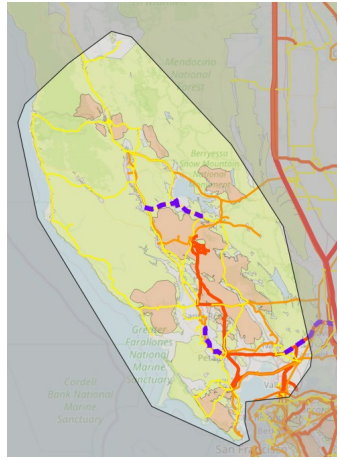 Mendocino
National
Forest
Berryessa
Snow Mountain
National
Monument
Greater
Farallones
National
Marine
Sanctuary
Cordell
Bank National
Marine
Sanctuary
San Francisco